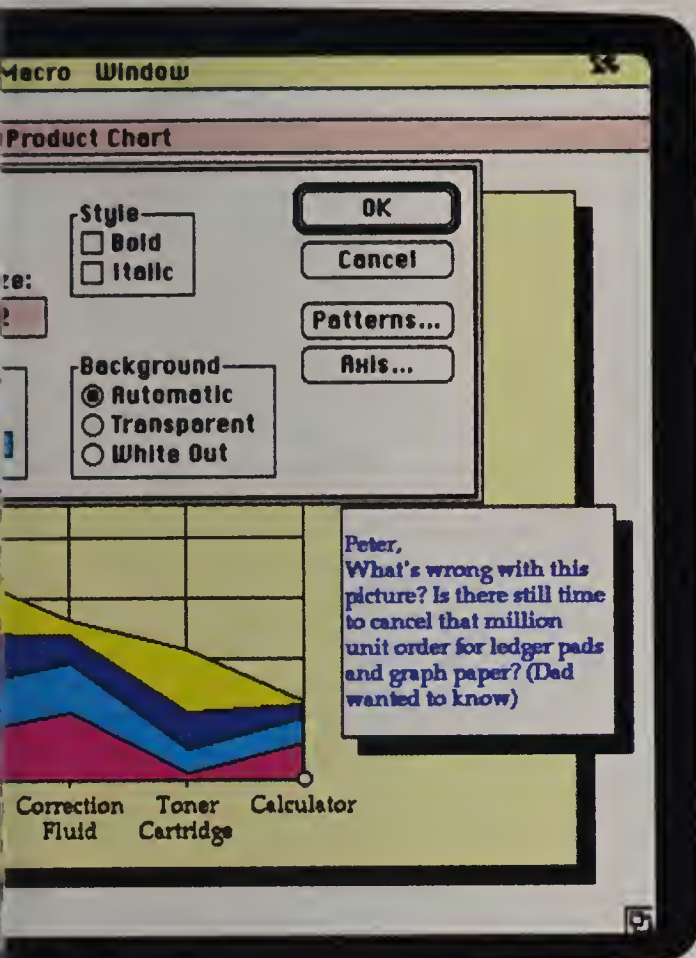 Macro Window
Product Chart
Style
Bold
Italic
ze:
OK
Cancel
Patterns...
Axis...
Background
Automatic
Transparent
White Out
Peter,
What's wrong with this
picture? Is there still time
to cancel that million
unit order for ledger pads
and graph paper? (Dad
wanted to know)
Correction Toner Calculator
Fluid Cartridge